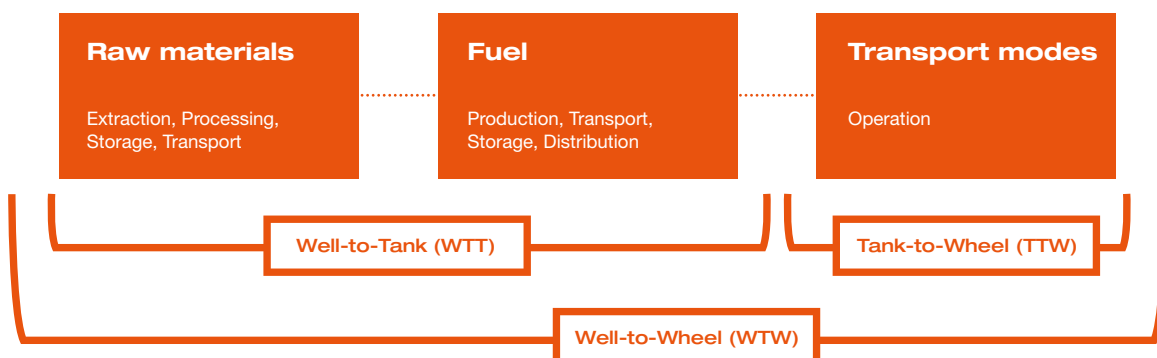 Raw materials
Extraction, Processing,
Storage, Transport
Fuel
Production, Transport,
Storage, Distribution
Transport modes
Operation
Well-to-Tank (WTT)
Tank-to-Wheel (TTW)
Well-to-Wheel (WTW)